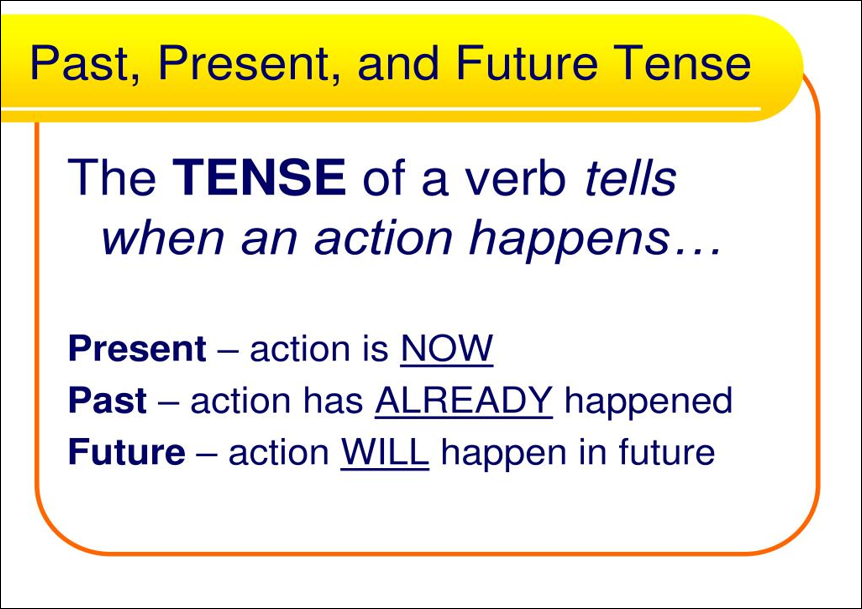 Past, Present, and Future Tense
The TENSE of a verb tells
when an action happens…
Present – action is NOW
Past – action has ALREADY happened
Future – action WILL happen in future